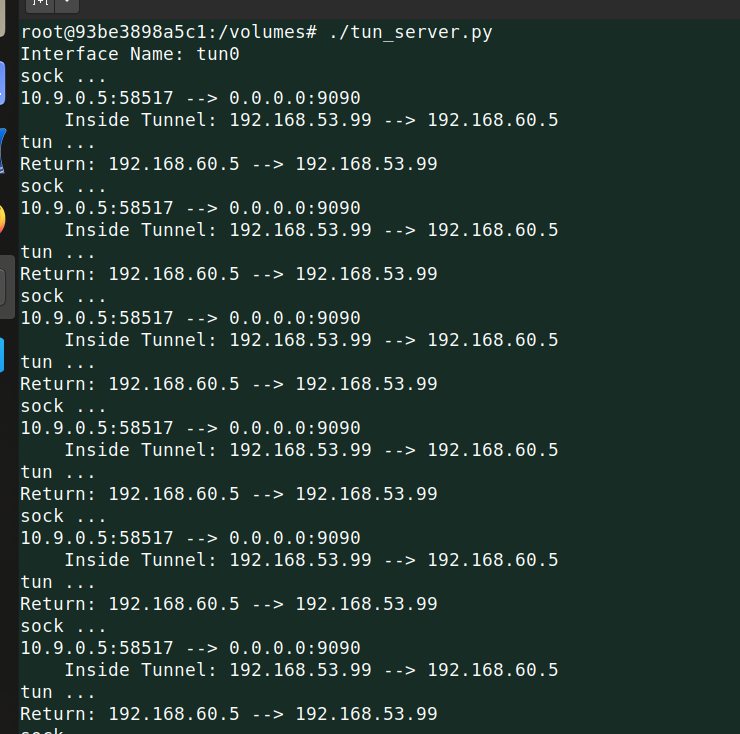 root@93be3898a5c1:/volumes# ./tun_server.py
Interface Name: tun0
sock ...
10.9.0.5:58517 --> 0.0.0.0:9090
    Inside Tunnel: 192.168.53.99 --> 192.168.60.5
tun ...
Return: 192.168.60.5 --> 192.168.53.99
sock ...
10.9.0.5:58517 --> 0.0.0.0:9090
    Inside Tunnel: 192.168.53.99 --> 192.168.60.5
tun ...
Return: 192.168.60.5 --> 192.168.53.99
sock ...
10.9.0.5:58517 --> 0.0.0.0:9090
    Inside Tunnel: 192.168.53.99 --> 192.168.60.5
tun ...
Return: 192.168.60.5 --> 192.168.53.99
sock ...
10.9.0.5:58517 --> 0.0.0.0:9090
    Inside Tunnel: 192.168.53.99 --> 192.168.60.5
tun ...
Return: 192.168.60.5 --> 192.168.53.99
sock ...
10.9.0.5:58517 --> 0.0.0.0:9090
    Inside Tunnel: 192.168.53.99 --> 192.168.60.5
tun ...
Return: 192.168.60.5 --> 192.168.53.99
sock ...
10.9.0.5:58517 --> 0.0.0.0:9090
    Inside Tunnel: 192.168.53.99 --> 192.168.60.5
tun ...
Return: 192.168.60.5 --> 192.168.53.99